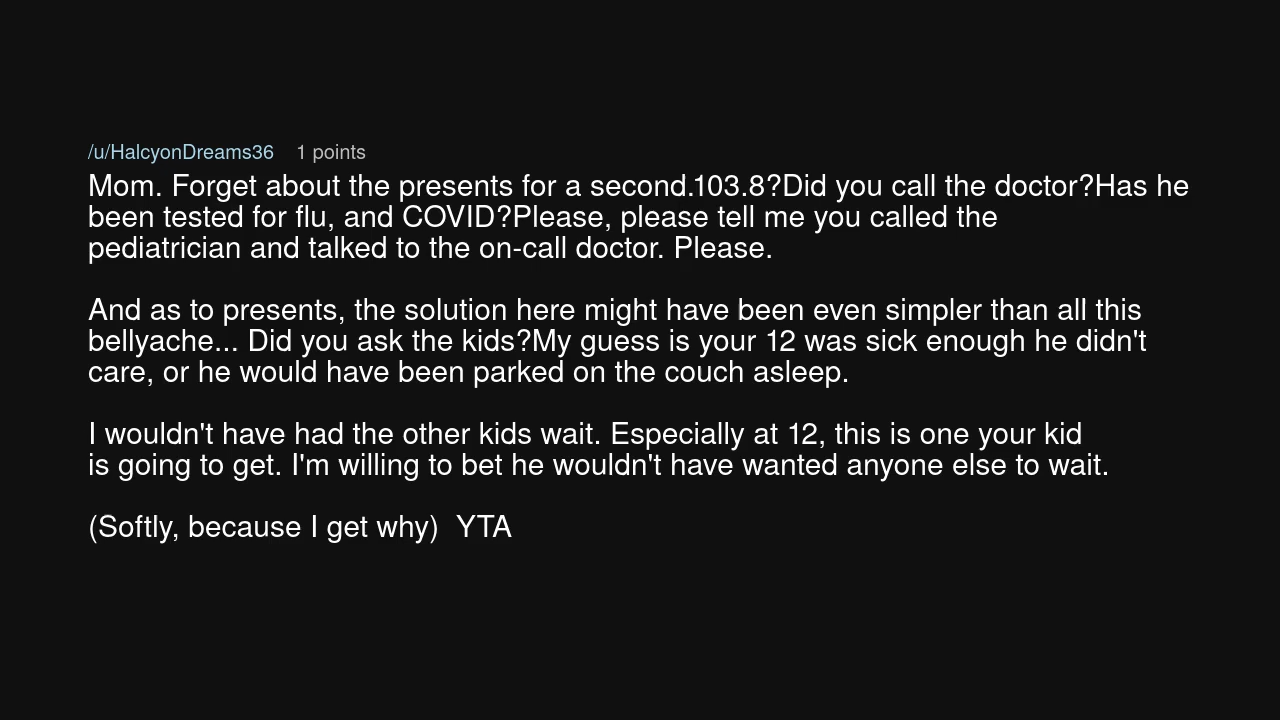 /u/HalcyonDreams36 1 points
Mom. Forget about the presents for a second.103.8?Did you call the doctor?Has he
been tested for flu, and COVID?Please, please tell me you called the
pediatrician and talked to the on-call doctor. Please.
And as to presents, the solution here might have been even simpler than all this
bellyache... Did you ask the kids?My guess is your 12 was sick enough he didn't
care, or he would have been parked on the couch asleep.
I wouldn't have had the other kids wait. Especially at 12, this is one your kid
is going to get. I'm willing to bet he wouldn't have wanted anyone else to wait.
(Softly, because I get why)  YTA